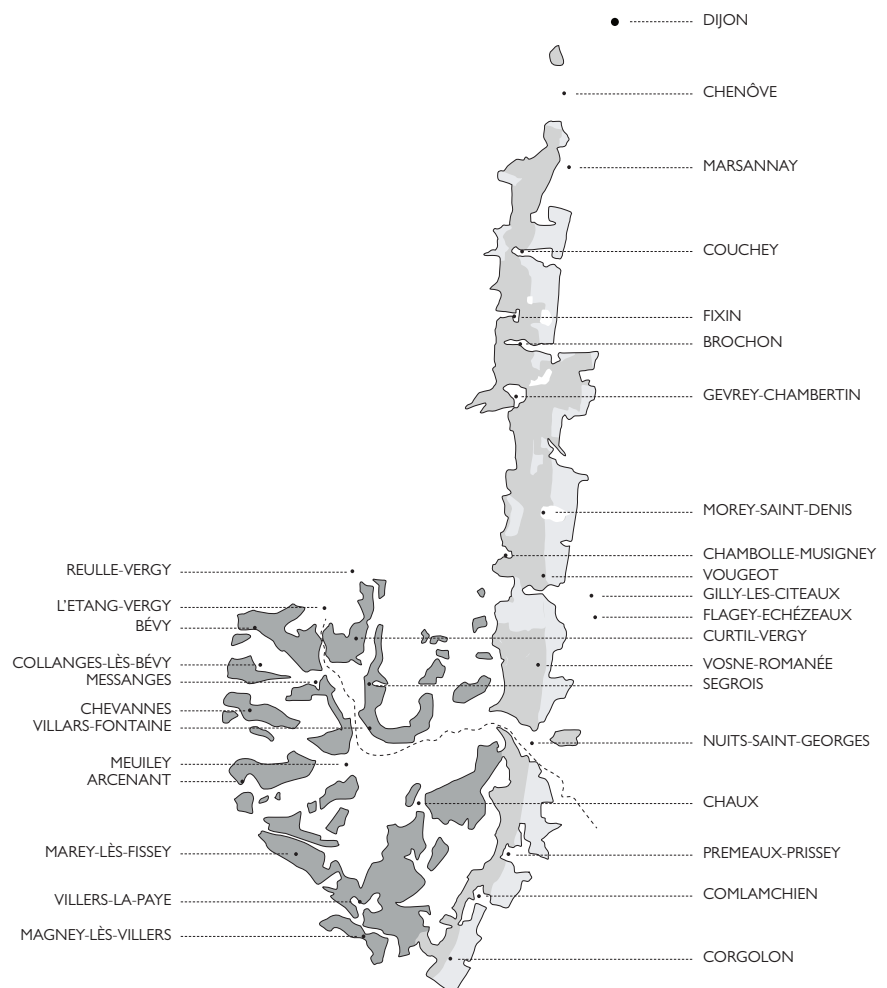 DIJON
CHENÔVE
MARSANNAY
COUCHEY
FIXIN
BROCHON
GEVREY-CHAMBERTIN
MOREY-SAINT-DENIS
CHAMBOLLE-MUSIGNEY
VOUGEOT
GILLY-LES-CITEAUX
FLAGEY-ECHÉZEAUX
CURTIL-VERGY
VOSNE-ROMANÉE
SEGROIS
NUITS-SAINT-GEORGES
CHAUX
PREMEAUX-PRISSEY
COMLAMCHIEN
CORGOLON
REULLE-VERGY
L'ETANG-VERGY
BÉVY
COLLANGES-LÈS-BÉVY
MESSANGES
CHEVANNES
VILLARS-FONTAINE
MEUILEY
ARCENANT
MAREY-LÈS-FISSEY
VILLERS-LA-PAYE
MAGNEY-LÈS-VILLERS